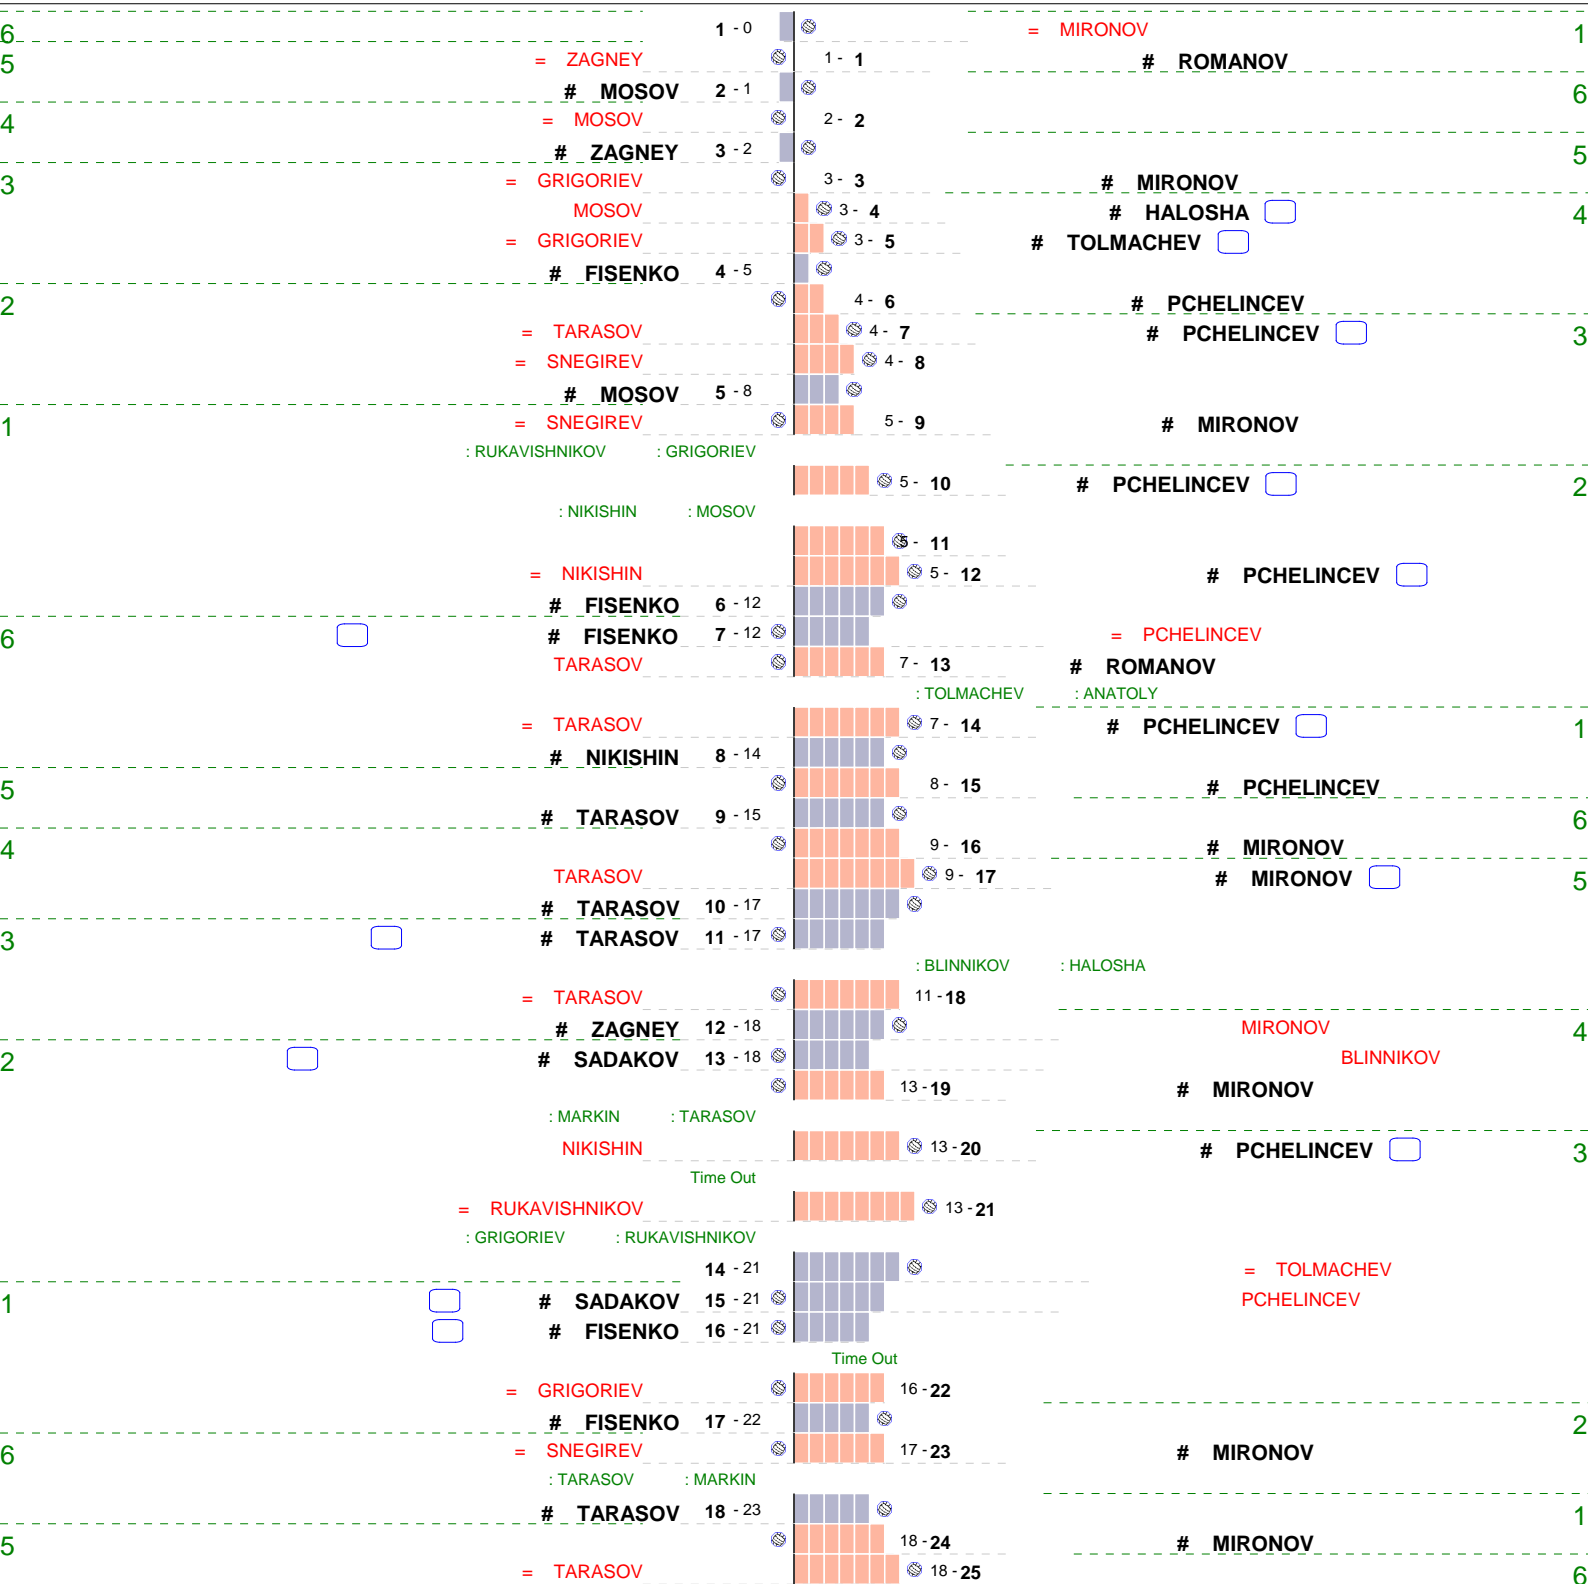 6 1 - 0 = MIRONOV 1
5 = ZAGNEY 1 - 1 # ROMANOV
# MOSOV 2 - 1 6
4 = MOSOV 2 - 2
# ZAGNEY 3 - 2 5
3 = GRIGORIEV 3 - 3 # MIRONOV
MOSOV 3 - 4 # HALOSHA 4
= GRIGORIEV 3 - 5 # TOLMACHEV
# FISENKO 4 - 5
2 4 - 6 # PCHELINCEV
= TARASOV 4 - 7 # PCHELINCEV 3
= SNEGIREV 4 - 8
# MOSOV 5 - 8
1 = SNEGIREV 5 - 9 # MIRONOV
: RUKAVISHNIKOV : GRIGORIEV
5 - 10 # PCHELINCEV 2
: NIKISHIN : MOSOV
5 - 11
= NIKISHIN 5 - 12 # PCHELINCEV
# FISENKO 6 - 12
6 # FISENKO 7 - 12 = PCHELINCEV
TARASOV 7 - 13 # ROMANOV
: TOLMACHEV : ANATOLY
= TARASOV 7 - 14 # PCHELINCEV 1
# NIKISHIN 8 - 14
5 8 - 15 # PCHELINCEV
# TARASOV 9 - 15 6
4 9 - 16 # MIRONOV
TARASOV 9 - 17 # MIRONOV 5
# TARASOV 10 - 17
3 # TARASOV 11 - 17
: BLINNIKOV : HALOSHA
= TARASOV 11 - 18
# ZAGNEY 12 - 18 MIRONOV 4
2 # SADAKOV 13 - 18 BLINNIKOV
13 - 19 # MIRONOV
: MARKIN : TARASOV
NIKISHIN 13 - 20 # PCHELINCEV 3
Time Out
= RUKAVISHNIKOV 13 - 21
: GRIGORIEV : RUKAVISHNIKOV
14 - 21 = TOLMACHEV
1 # SADAKOV 15 - 21 PCHELINCEV
# FISENKO 16 - 21
Time Out
= GRIGORIEV 16 - 22
# FISENKO 17 - 22 2
6 = SNEGIREV 17 - 23 # MIRONOV
: TARASOV : MARKIN
# TARASOV 18 - 23 1
5 18 - 24 # MIRONOV
= TARASOV 18 - 25 6